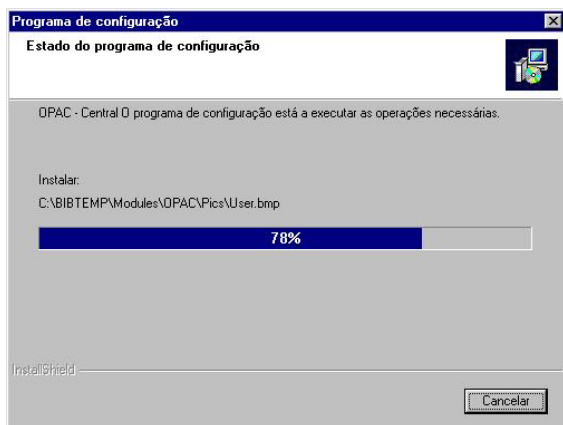 Programa de configuração
Estado do programa de configuração
OPAC - Central O programa de configuração está a executar as operações necessárias.
Instalar:
C:\BIBTEMP\Modules\OPAC\Pics\User.bmp
78%
InstallShield
Cancelar